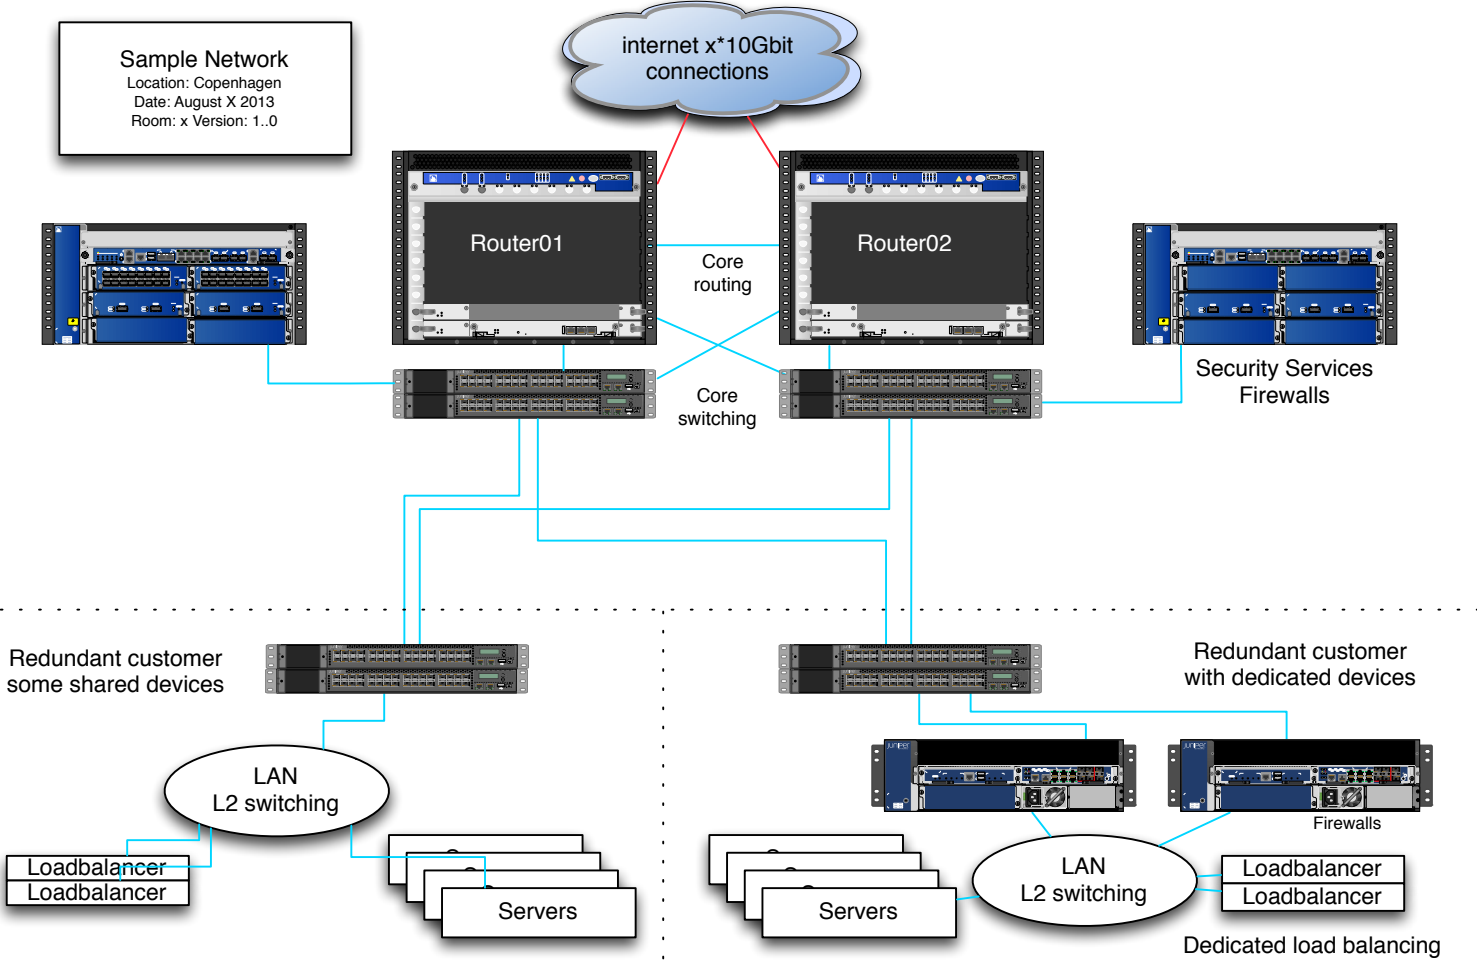 Sample Network
Location: Copenhagen
Date: August X 2013
Room: x Version: 1..0
internet x*10Gbit
connections
Router01
Router02
Core
routing
Core
switching
Security Services
Firewalls
Redundant customer
some shared devices
Redundant customer
with dedicated devices
LAN
L2 switching
Loadbalancer
Loadbalancer
Servers
Juniper
Juniper
Firewalls
LAN
L2 switching
Servers
Loadbalancer
Loadbalancer
Dedicated load balancing